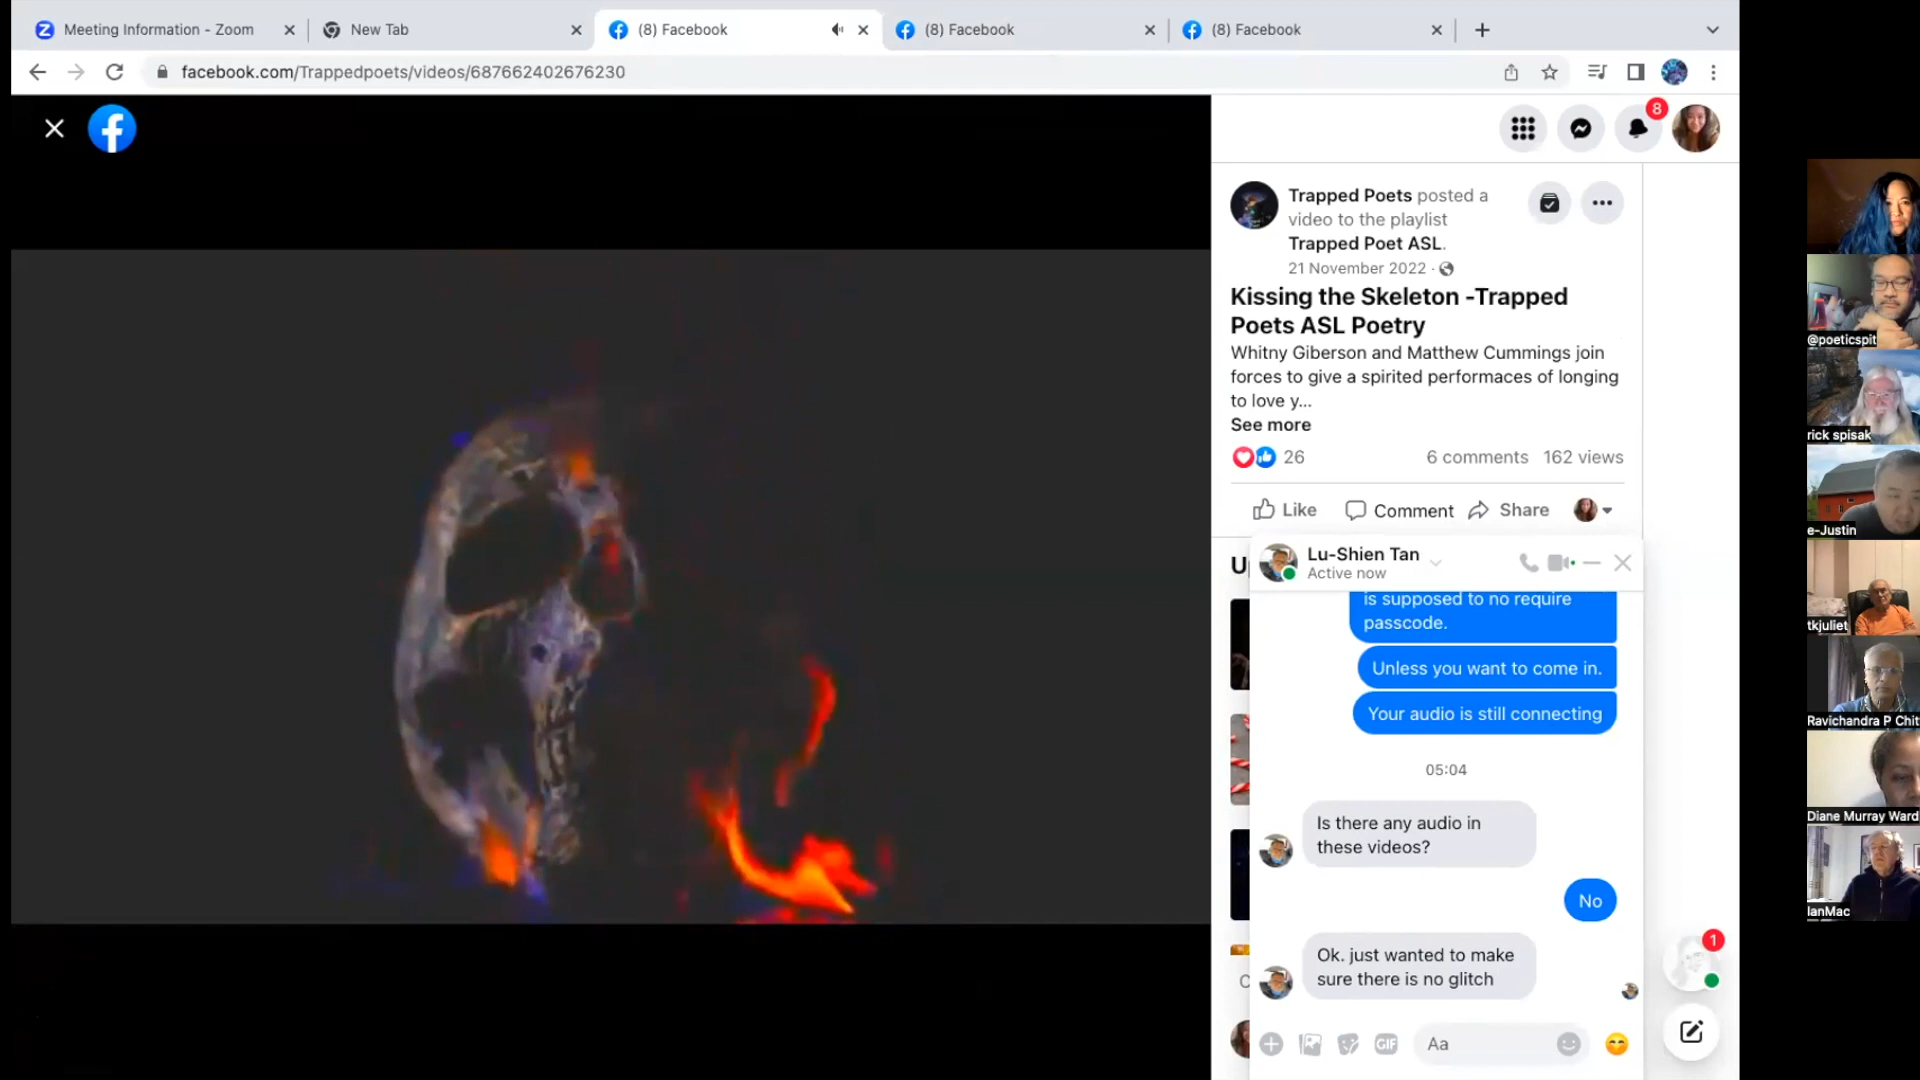 Meeting Information - Zoom
New Tab
(8) Facebook
(8) Facebook
(8) Facebook
facebook.com/Trappedpoets/videos/687662402676230
8
Trapped Poets posted a
video to the playlist
Trapped Poet ASL.
21 November 2022 ·
Kissing the Skeleton -Trapped
Poets ASL Poetry
Whitny Giberson and Matthew Cummings join
forces to give a spirited performaces of longing
to love y...
See more
26
6 comments
162 views
Like
Comment
Share
U
Lu-Shien Tan
Active now
is supposed to no require
passcode.
Unless you want to come in.
Your audio is still connecting
05:04
Is there any audio in
these videos?
No
Ok. just wanted to make
sure there is no glitch
GIF
Aa
1
@poeticspit
rick spisak
e-Justin
tkjuliet
Ravichandra P Chit
Diane Murray Ward
IanMac